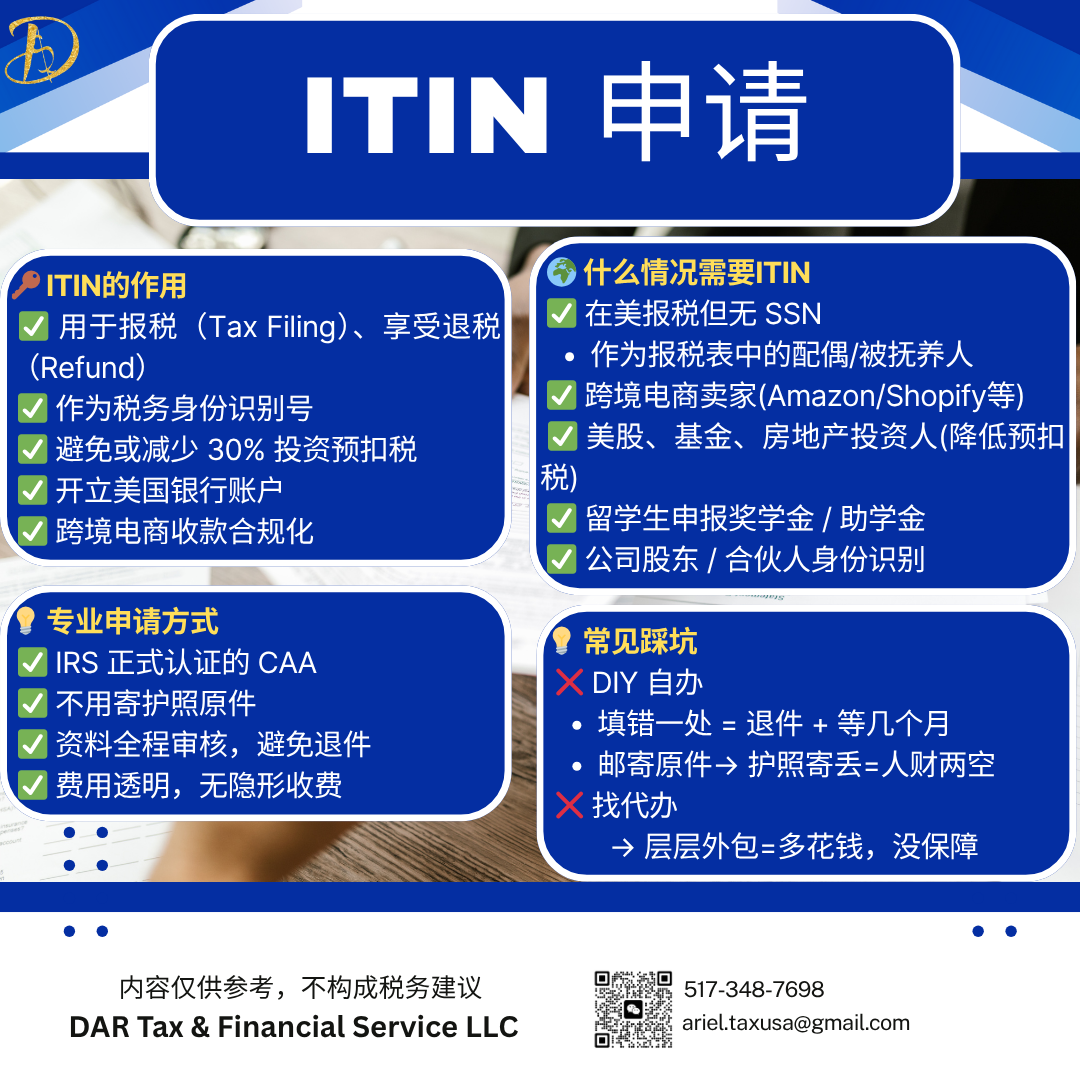 ITIN 申请
ITIN的作用
用于报税（Tax Filing）、享受退税
（Refund）
作为税务身份识别号
避免或减少 30% 投资预扣税
开立美国银行账户
跨境电商收款合规化
什么情况需要ITIN
在美报税但无 SSN
• 作为报税表中的配偶/被抚养人
跨境电商卖家(Amazon/Shopify等)
美股、基金、房地产投资人(降低预扣
税)
留学生申报奖学金 / 助学金
公司股东 / 合伙人身份识别
专业申请方式
IRS 正式认证的 CAA
不用寄护照原件
资料全程审核，避免退件
费用透明，无隐形收费
常见踩坑
DIY 自办
• 填错一处 = 退件 + 等几个月
• 邮寄原件→ 护照寄丢=人财两空
找代办
→ 层层外包=多花钱，没保障
内容仅供参考，不构成税务建议
DAR Tax & Financial Service LLC
517-348-7698
ariel.taxusa@gmail.com